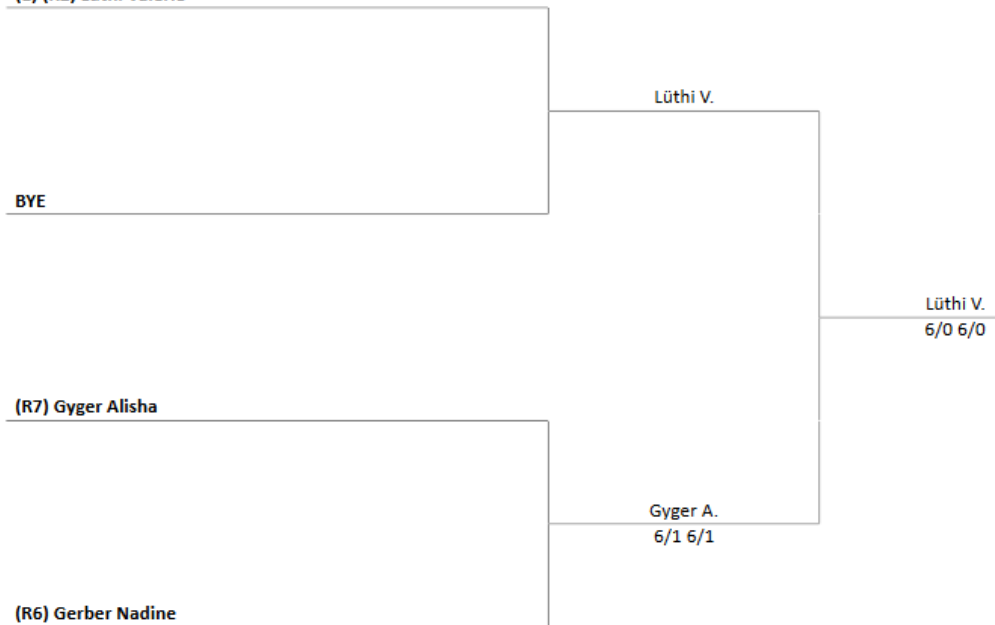 Lüthi V.
BYE
Lüthi V.
6/0 6/0
(R7) Gyger Alisha
Gyger A.
6/1 6/1
(R6) Gerber Nadine